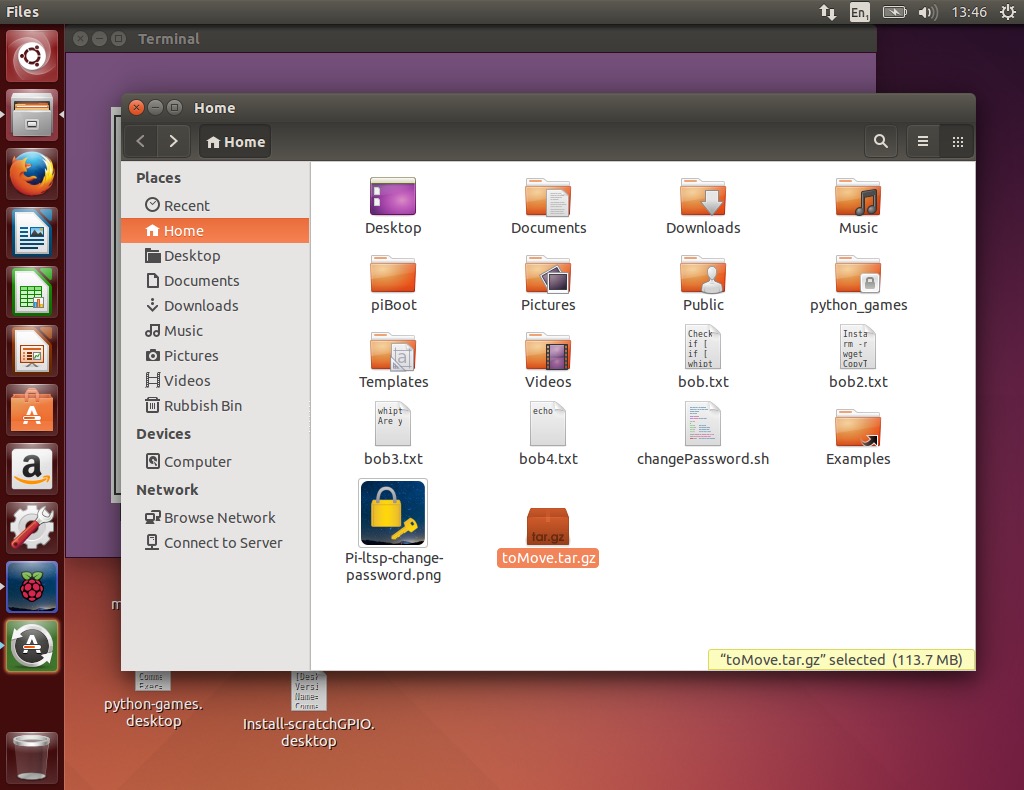 Files
En1
13:46
Terminal
Home
Home
Places
Recent
Home
Desktop
Documents
Downloads
Music
Pictures
Videos
Rubbish Bin
Devices
Computer
Network
Browse Network
Connect to Server
Desktop
Documents
Downloads
Music
piBoot
Pictures
Public
python_games
Templates
Videos
Check
if [
if [
whipt
bob.txt
Insta
rm -r
wget
CopyT
bob2.txt
whipt
Are y
bob3.txt
echo
bob4.txt
changePassword.sh
Examples
Pi-ltsp-change-
password.png
tar.gz
toMove.tar.gz
“toMove.tar.gz” selected (113.7 MB)
m
Comme
Exec=
python-games.
desktop
[Des]
Versi
Name=
Comme
Install-scratchGPIO.
desktop